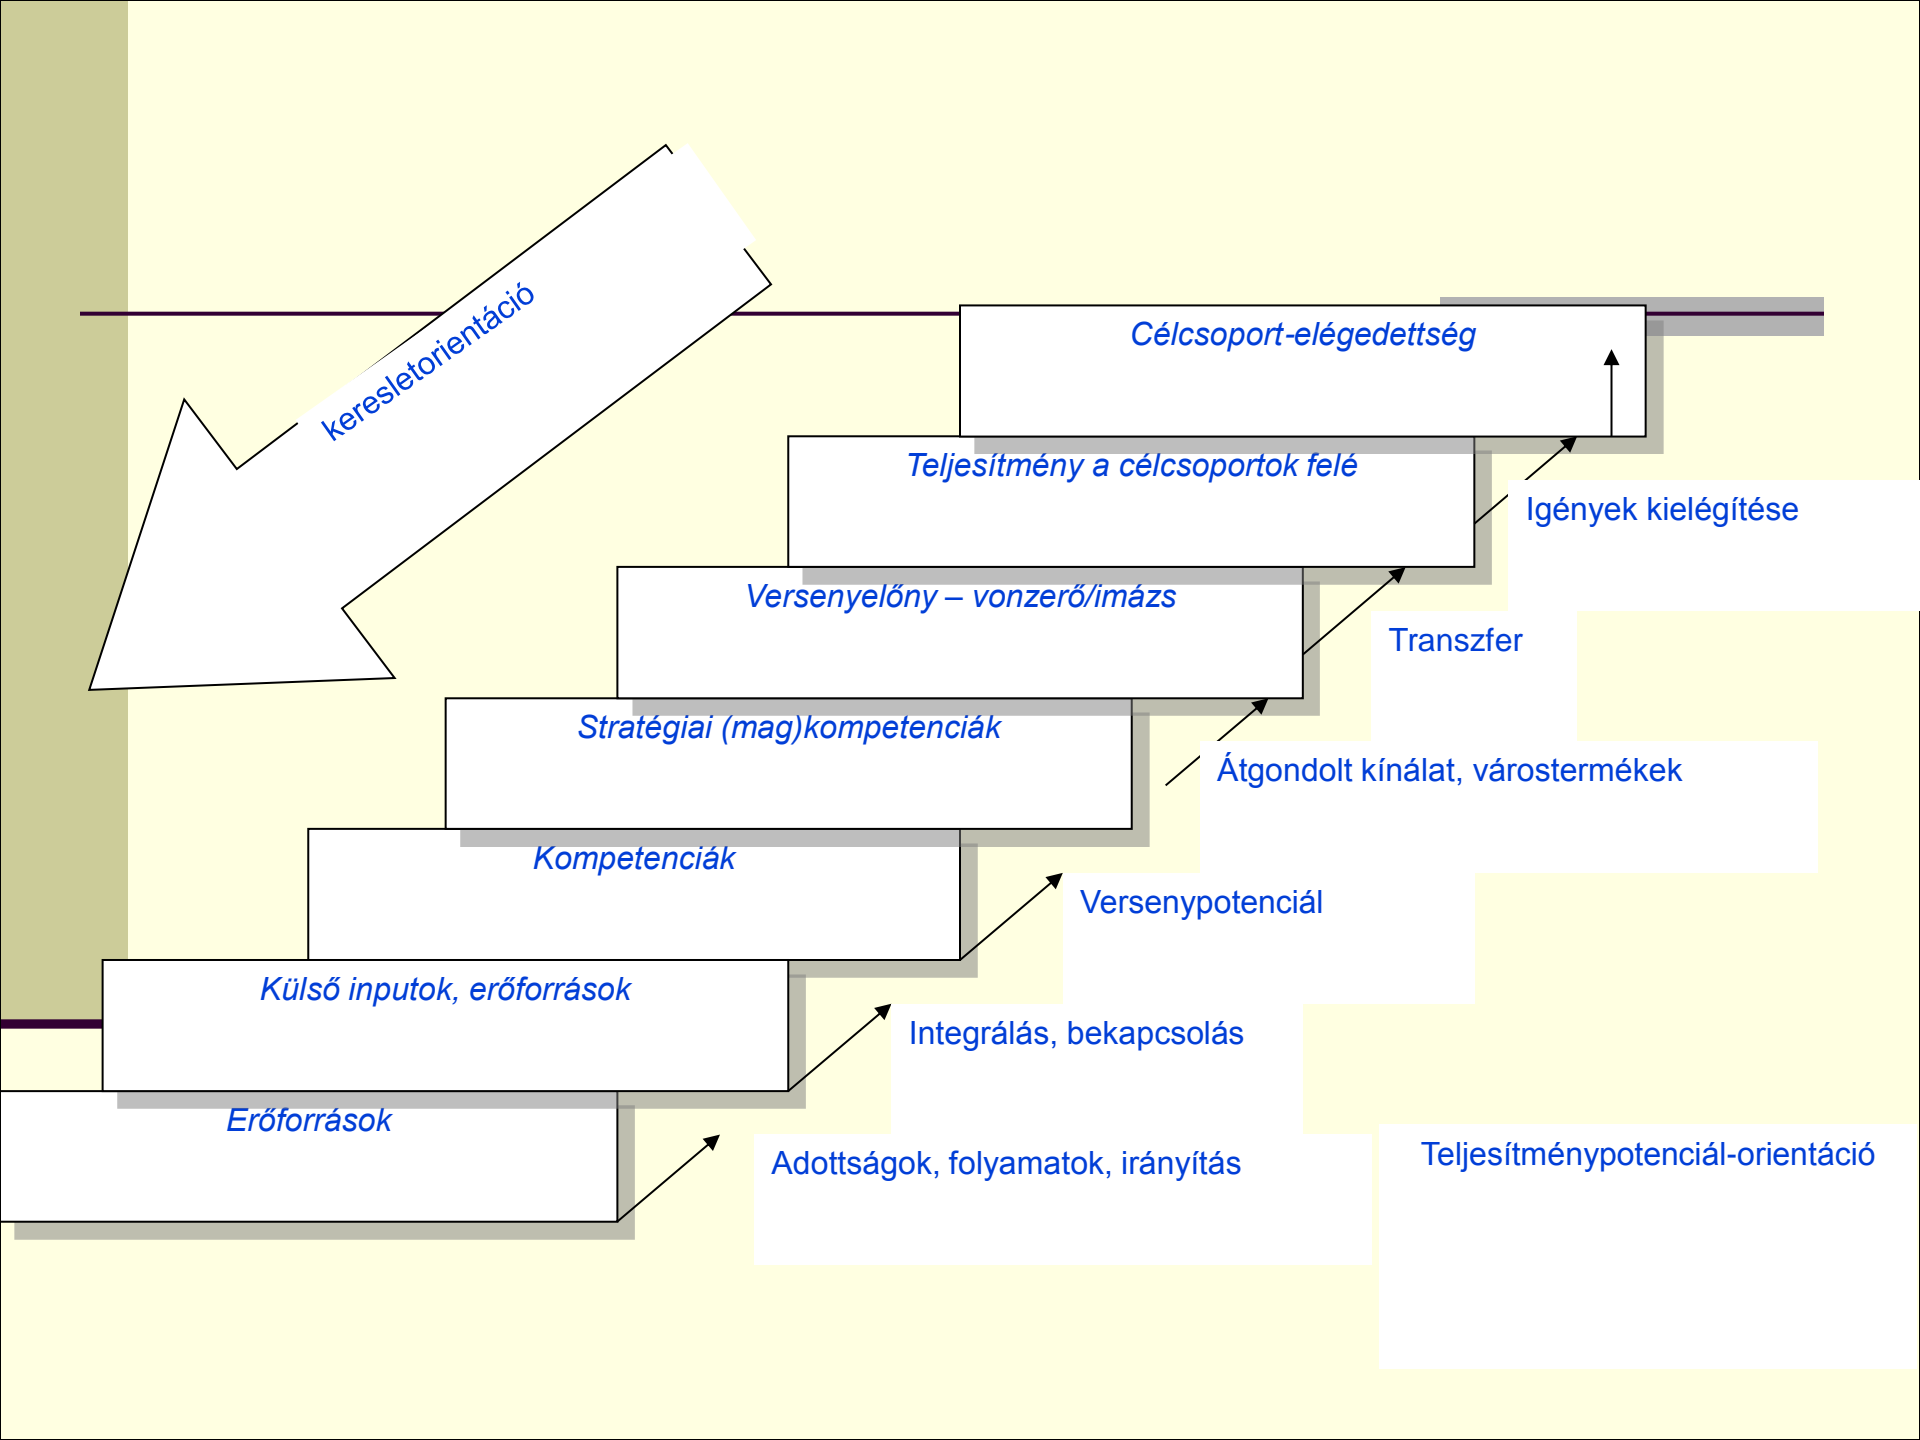 keresletorientáció
Célcsoport-elégedettség
Teljesítmény a célcsoportok felé
Igények kielégítése
Versenyelőny – vonzerő/imázs
Transzfer
Stratégiai (mag)kompetenciák
Átgondolt kínálat, várostermékek
Kompetenciák
Versenypotenciál
Külső inputok, erőforrások
Integrálás, bekapcsolás
Erőforrások
Adottságok, folyamatok, irányítás
Teljesítménypotenciál-orientáció